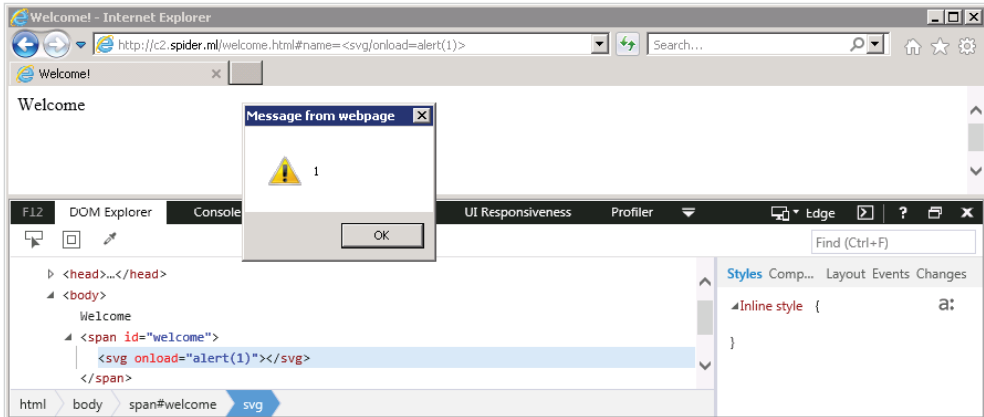 Welcome! - Internet Explorer
http://c2.spider.ml/welcome.html#name=<svg/onload=alert(1)>
Search...
Welcome!
Welcome
Message from webpage
1
OK
F12 DOM Explorer Console UI Responsiveness Profiler Edge ?
Find (Ctrl+F)
<head>…</head>
<body>
Welcome
<span id="welcome">
<svg onload="alert(1)"></svg>
</span>
html body span#welcome svg
Styles Comp... Layout Events Changes
Inline style {
a:
}